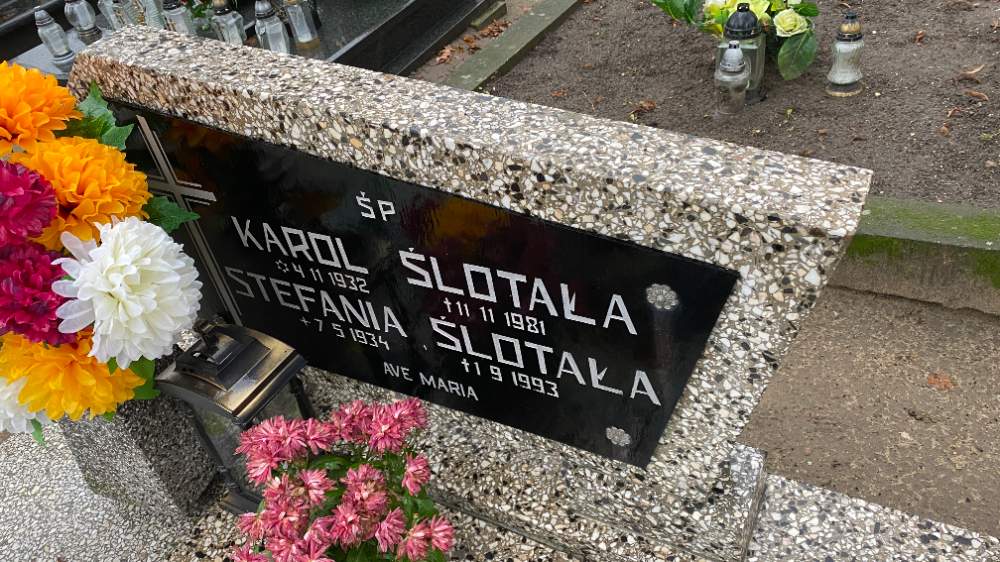 ŚP
KAROL ŚLOTAŁA
☆4 11 1932 †11 11 1981
STEFANIA ŚLOTAŁA
+7 5 1934 †1 9 1993
AVE MARIA